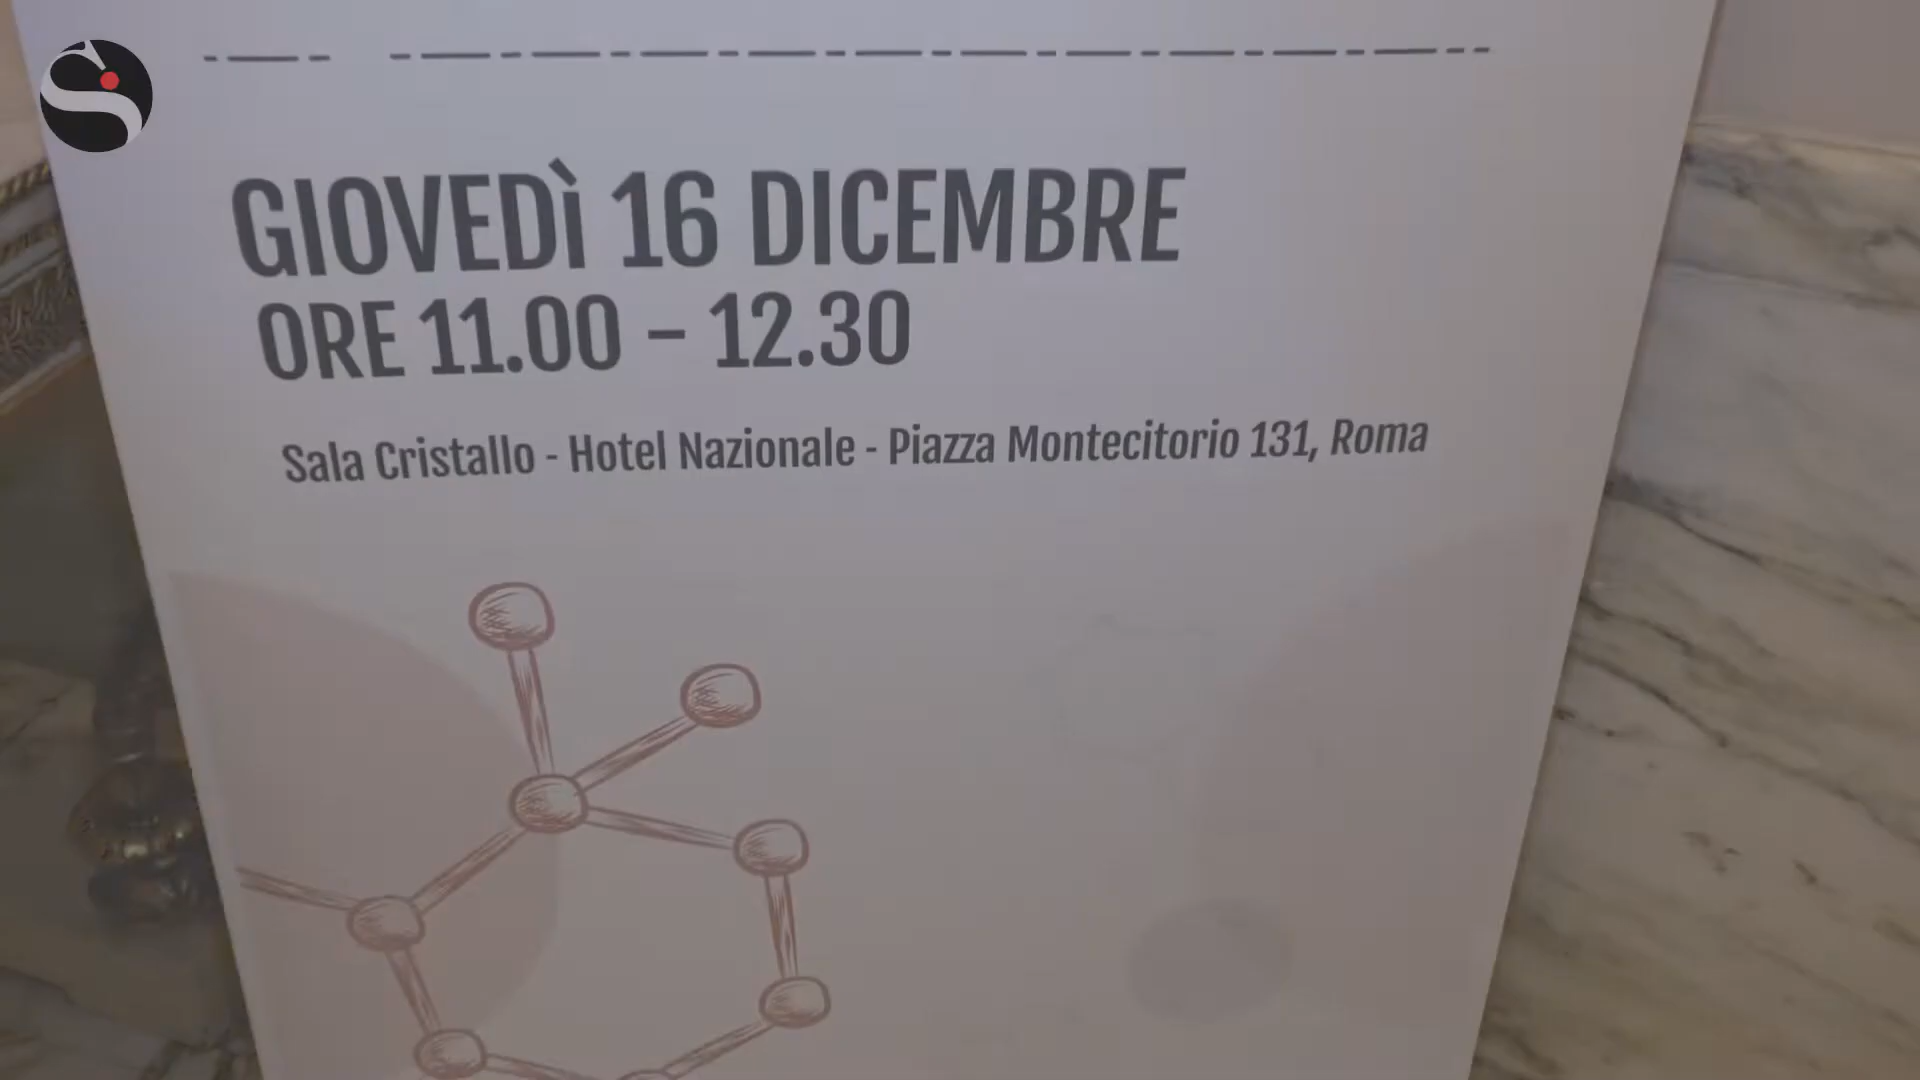 GIOVEDÌ 16 DICEMBRE
ORE 11.00 - 12.30
Sala Cristallo - Hotel Nazionale - Piazza Montecitorio 131, Roma